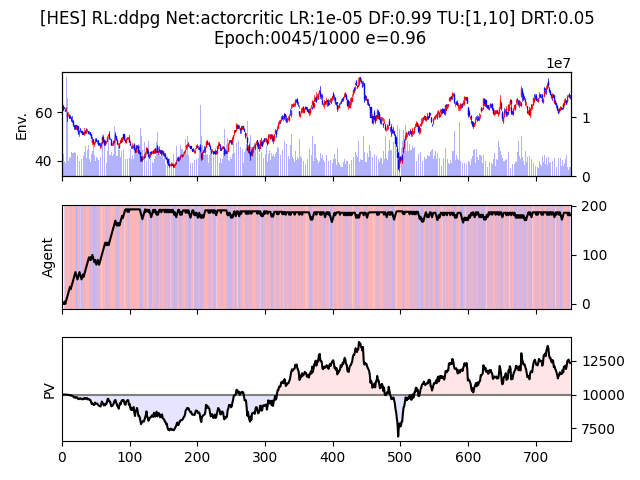 [HES] RL:ddpg Net:actorcritic LR:1e-05 DF:0.99 TU:[1,10] DRT:0.05
Epoch:0045/1000 e=0.96
1e7
Env.
60
40
1
0
Agent
200
100
0
PV
12500
10000
7500
0 100 200 300 400 500 600 700